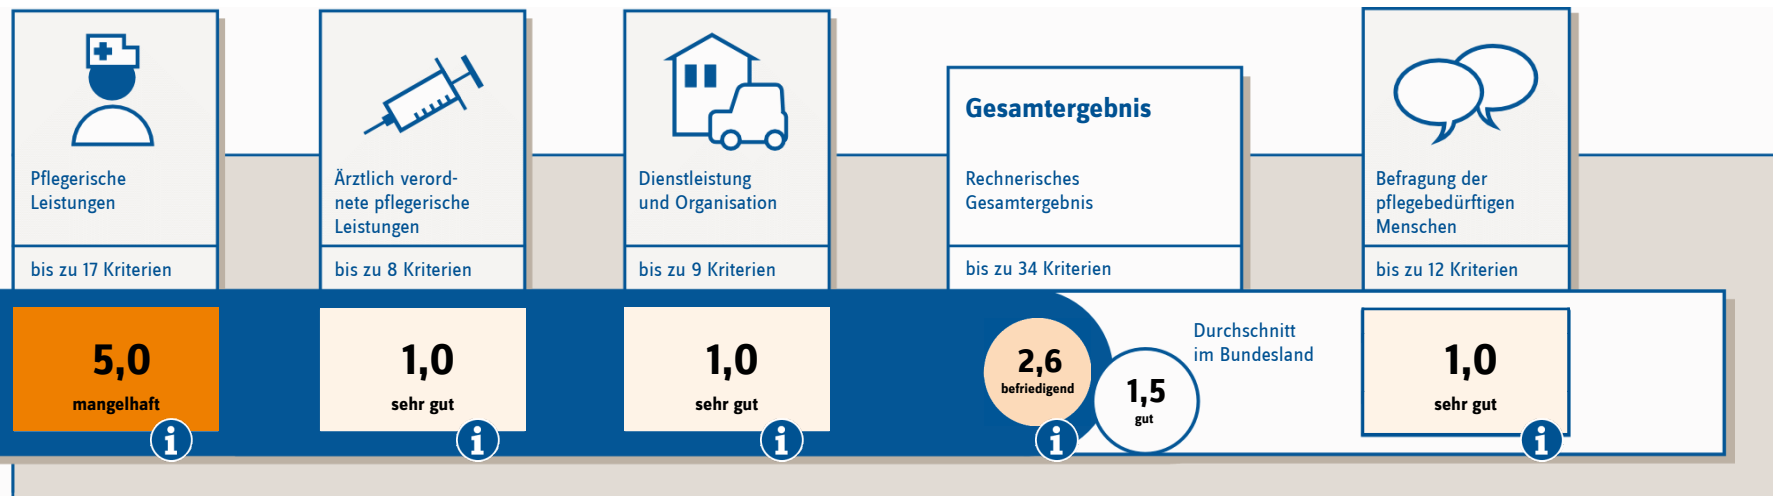 Pflegerische
Leistungen
bis zu 17 Kriterien
5,0
mangelhaft
i
Ärztlich verord-
nete pflegerische
Leistungen
bis zu 8 Kriterien
1,0
sehr gut
i
Dienstleistung
und Organisation
bis zu 9 Kriterien
1,0
sehr gut
i
Gesamtergebnis
Rechnerisches
Gesamtergebnis
bis zu 34 Kriterien
2,6
befriedigend
i
Durchschnitt
im Bundesland
1,5
gut
Befragung der
pflegebedürftigen
Menschen
bis zu 12 Kriterien
1,0
sehr gut
i